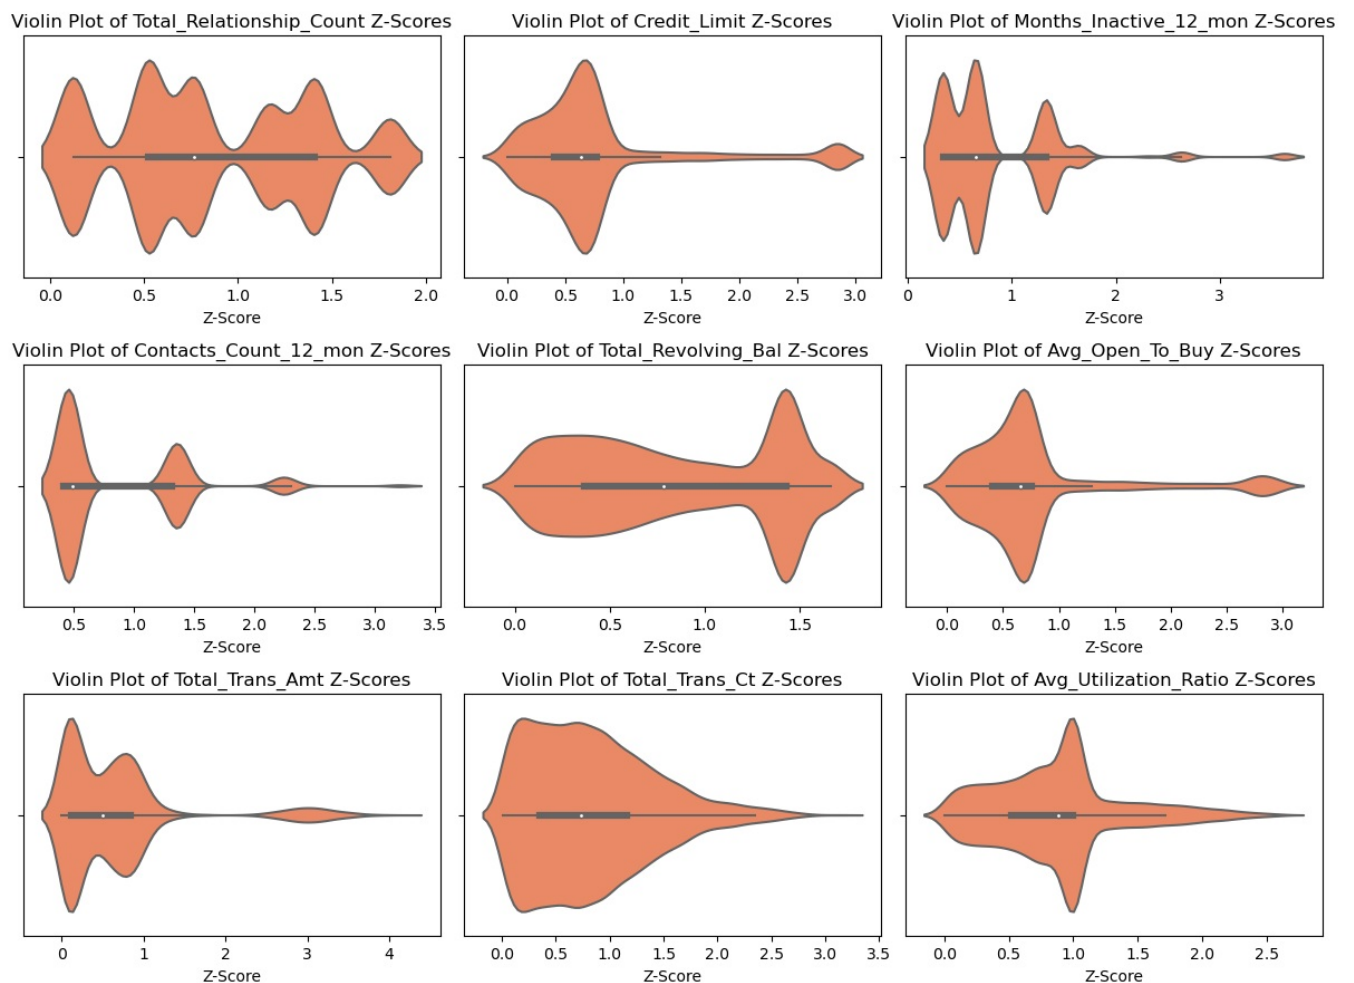 Violin Plot of Total_Relationship_Count Z-Scores
0.0 0.5 1.0 1.5 2.0
Z-Score
Violin Plot of Credit_Limit Z-Scores
0.0 0.5 1.0 1.5 2.0 2.5 3.0
Z-Score
Violin Plot of Months_Inactive_12_mon Z-Scores
0 1 2 3
Z-Score
Violin Plot of Contacts_Count_12_mon Z-Scores
0.5 1.0 1.5 2.0 2.5 3.0 3.5
Z-Score
Violin Plot of Total_Revolving_Bal Z-Scores
0.0 0.5 1.0 1.5
Z-Score
Violin Plot of Avg_Open_To_Buy Z-Scores
0.0 0.5 1.0 1.5 2.0 2.5 3.0
Z-Score
Violin Plot of Total_Trans_Amt Z-Scores
0 1 2 3 4
Z-Score
Violin Plot of Total_Trans_Ct Z-Scores
0.0 0.5 1.0 1.5 2.0 2.5 3.0 3.5
Z-Score
Violin Plot of Avg_Utilization_Ratio Z-Scores
0.0 0.5 1.0 1.5 2.0 2.5
Z-Score